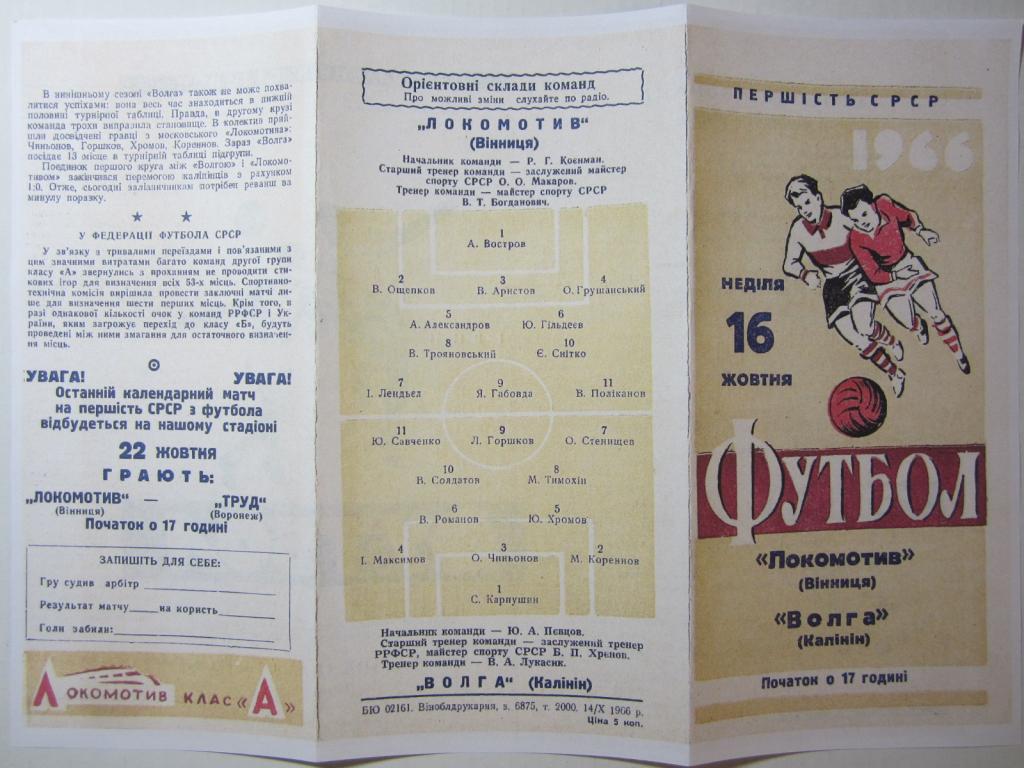 В нинішньому сезоні «Волга» також не може похва-
литися успіхами: вона весь час знаходиться в нижній
половині турнірної таблиці. Правда, в другому крузі
команда трохи виправила становище. В колектив прий-
шли досвідчені гравці з московського «Локомотива»:
Чиньонов, Горшков, Хромов, Кореннов. Зараз «Волга»
посідає 13 місце в турнірній таблиці підгрупи.
Поєдинок першого круга між «Волгою» і «Локомо-
тивом» закінчився перемогою калінінців з рахунком
1:0. Отже, сьогодні залізничникам потрібен реванш за
минулу поразку.
У ФЕДЕРАЦІЇ ФУТБОЛА СРСР
У зв'язку з тривалими переїздами і пов'язаними з
цим значними витратами багато команд другої групи
класу «А» звернулись з проханням не проводити сти-
кових ігор для визначення всіх 53-х місць. Спортивно-
технічна комісія вирішила провести заключні матчі ли-
ше для визначення шести перших місць. Крім того, в
разі однакової кількості очок у команд РРФСР і Ук-
раїни, яким загрожує перехід до класу «Б», будуть
проведені між ними змагання для остаточного визначен-
ня місць.
УВАГА! УВАГА!
Останній календарний матч
на першість СРСР з футбола
відбудеться на нашому стадіоні
22 жовтня
ГРАЮТЬ:
„ЛОКОМОТИВ“ — „ТРУД“
(Вінниця) (Воронеж)
Початок о 17 годині
ЗАПИШІТЬ ДЛЯ СЕБЕ:
Гру судив арбітр
Результат матчу на користь
Голи забили:
Локомотив КЛАС «А»
Орієнтовні склади команд
Про можливі зміни слухайте по радіо.
„ЛОКОМОТИВ“
(Вінниця)
Начальник команди — Р. Г. Коєнман.
Старший тренер команди — заслужений майстер
спорту СРСР О. О. Макаров.
Тренер команди — майстер спорту СРСР
В. Т. Богданович.
1
А. Востров
2 3 4
В. Ощепков В. Аристов О. Грушанський
5 6
А. Александров Ю. Гільдєєв
8 10
В. Трояновський Є. Снітко
7 9 11
І. Лендьєл Я. Габовда В. Поліканов
11 9 7
Ю. Савченко Л. Горшков О. Стенищев
10 8
В. Солдатов М. Тимохін
6 5
В. Романов Ю. Хромов
4 3 2
І. Максимов О. Чиньонов М. Кореннов
1
С. Карпушин
Начальник команди — Ю. А. Пєвцов.
Старший тренер команди — заслужений тренер
РРФСР, майстер спорту СРСР Б. П. Хрєнов.
Тренер команди — В. А. Лукасик.
„ВОЛГА“ (Калінін)
БЮ 02161. Вінобладрукарня, з. 6875, т. 2000. 14/X 1966 р.
Ціна 5 коп.
ПЕРШІСТЬ СРСР
1966
НЕДІЛЯ
16
ЖОВТНЯ
ФУТБОЛ
«Локомотив»
(Вінниця)
«Волга»
(Калінін)
Початок о 17 годині